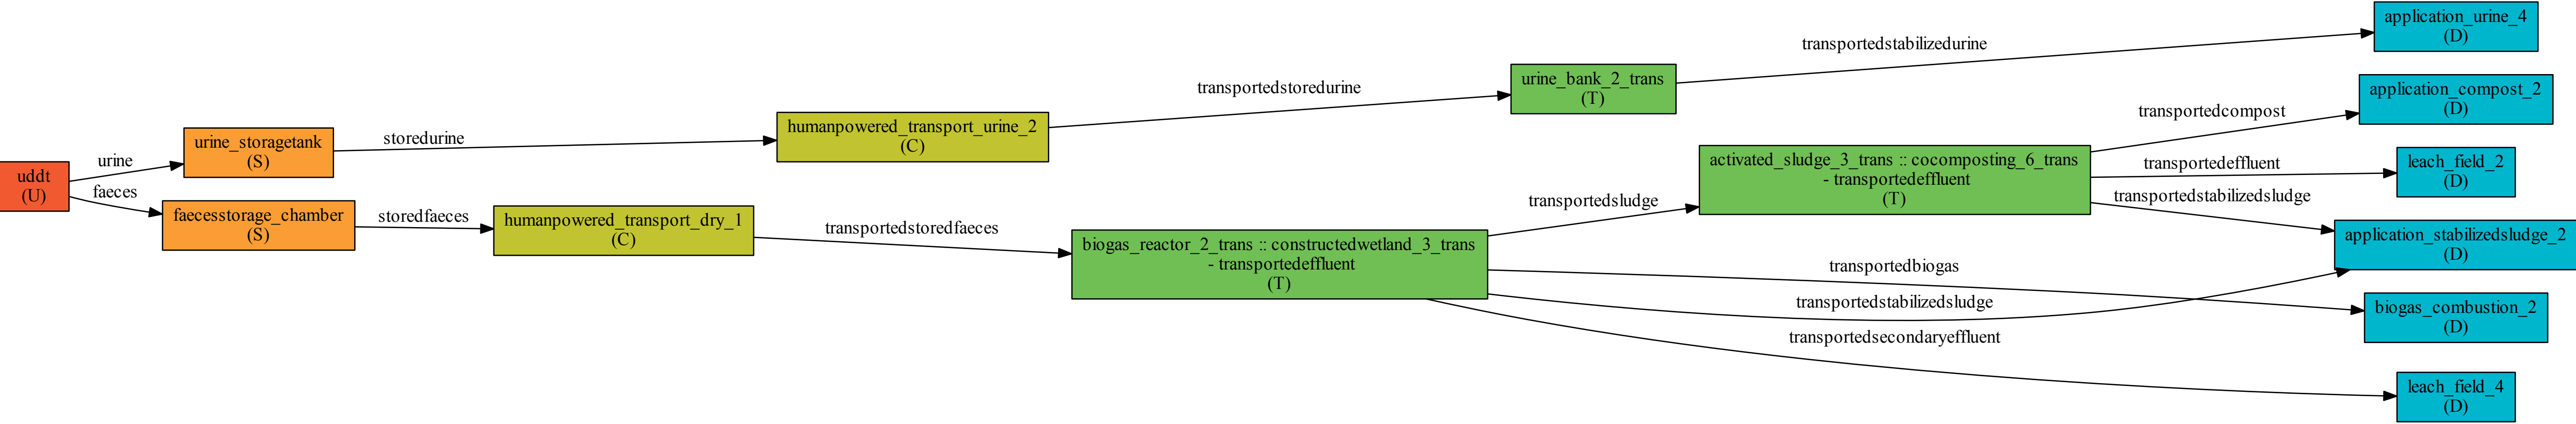 uddt
(U)
urine
faeces
urine_storagetank
(S)
faecesstorage_chamber
(S)
storedurine
storedfaeces
humanpowered_transport_urine_2
(C)
humanpowered_transport_dry_1
(C)
transportedstoredurine
transportedstoredfaeces
urine_bank_2_trans
(T)
biogas_reactor_2_trans :: constructedwetland_3_trans
- transportedeffluent
(T)
transportedsludge
activated_sludge_3_trans :: cocomposting_6_trans
- transportedeffluent
(T)
transportedstabilizedurine
transportedcompost
transportedeffluent
transportedstabilizedsludge
transportedbiogas
transportedstabilizedsludge
transportedsecondaryeffluent
application_urine_4
(D)
application_compost_2
(D)
leach_field_2
(D)
application_stabilizedsludge_2
(D)
biogas_combustion_2
(D)
leach_field_4
(D)